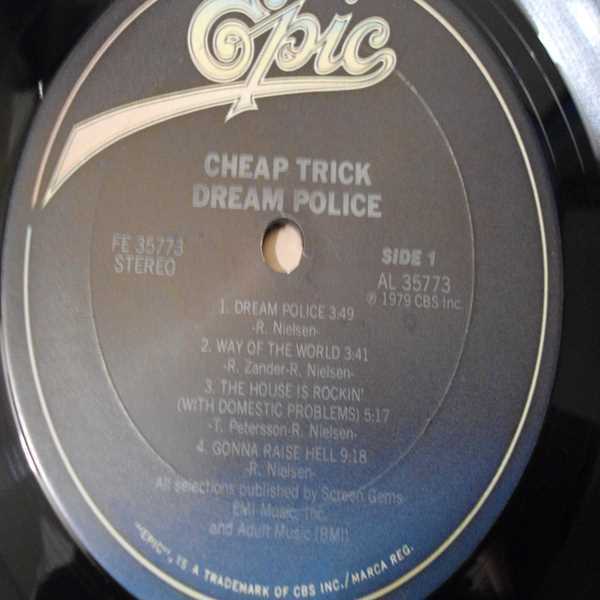 Epic
CHEAP TRICK
DREAM POLICE
FE 35773
STEREO
SIDE 1
AL 35773
℗ 1979 CBS Inc.
1. DREAM POLICE 3:49
-R. Nielsen-
2. WAY OF THE WORLD 3:41
-R. Zander-R. Nielsen-
3. THE HOUSE IS ROCKIN'
(WITH DOMESTIC PROBLEMS) 5:17
-T. Petersson-R. Nielsen-
4. GONNA RAISE HELL 9:18
-R. Nielsen-
All selections published by Screen Gems
EMI Music, Inc.
and Adult Music (BMI)
"EPIC", IS A TRADEMARK OF CBS INC./MARCA REG.